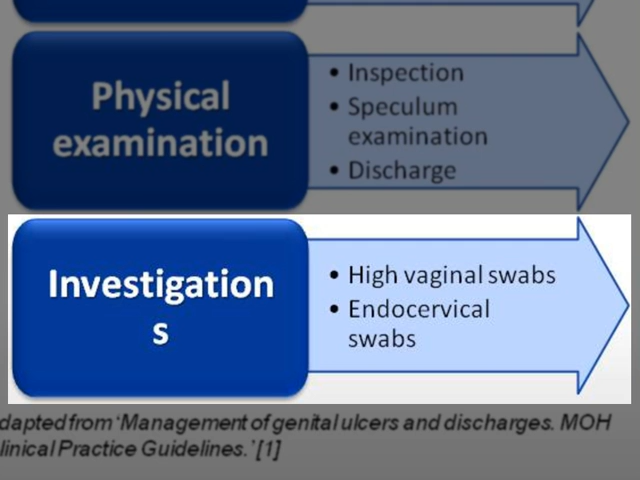 Physical
examination
• Inspection
• Speculum
examination
• Discharge
Investigation
s
• High vaginal swabs
• Endocervical
swabs
dapted from ‘Management of genital ulcers and discharges. MOH
linical Practice Guidelines.’ [1]